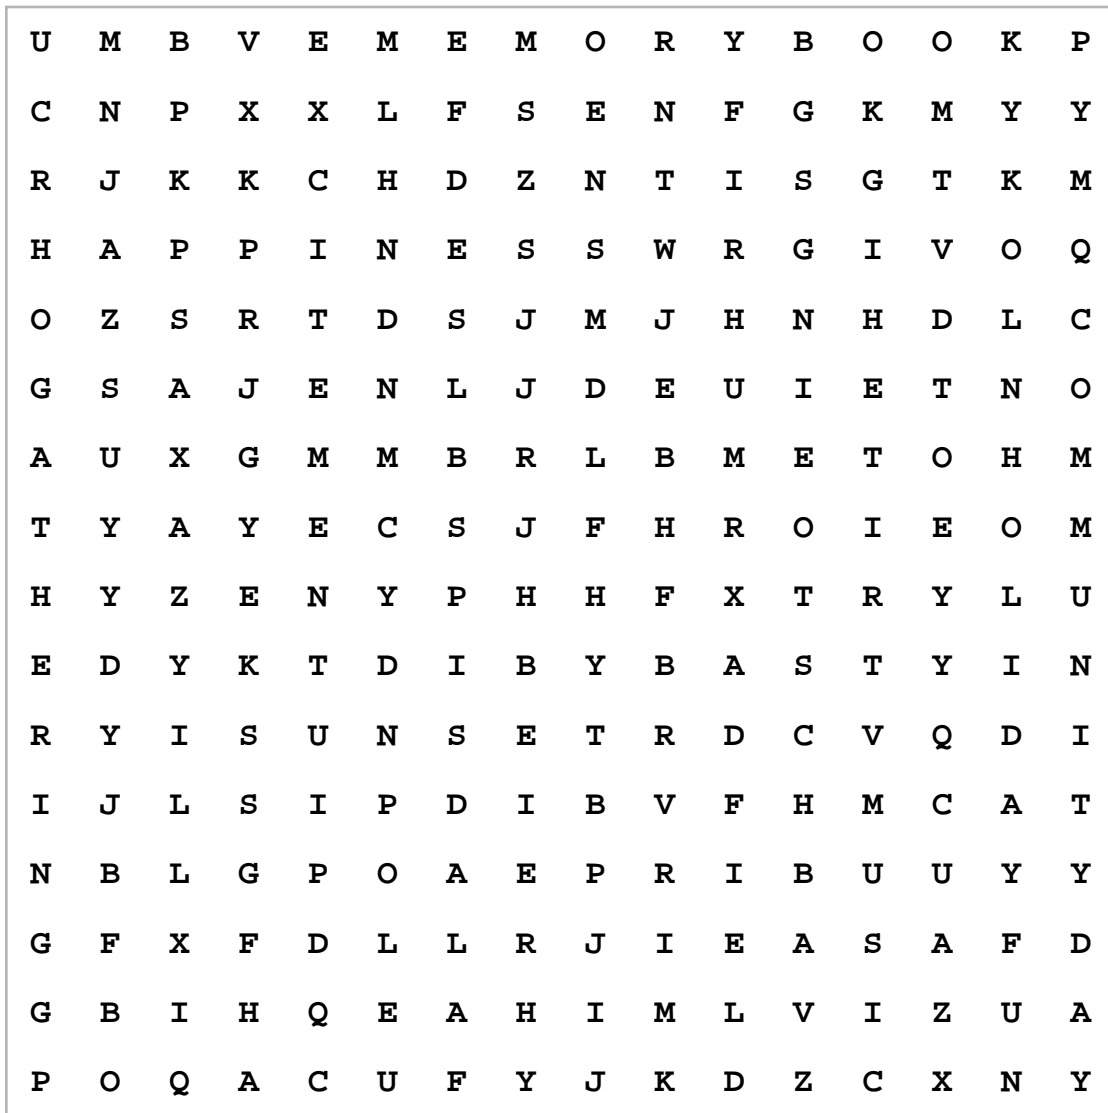 U M B V E M E M O R Y B O O K P
C N P X X L F S E N F G K M Y Y
R J K K C H D Z N T I S G T K M
H A P P I N E S S W R G I V O Q
O Z S R T D S J M J H N H D L C
G S A J E N L J D E U I E T N O
A U X G M M B R L B M E T O H M
T Y A Y E C S J F H R O I E O M
H Y Z E N Y P H H F X T R Y L U
E D Y K T D I B Y B A S T Y I N
R Y I S U N S E T R D C V Q D I
I J L S I P D I B V F H M C A T
N B L G P O A E P R I B U U Y Y
G F X F D L L R J I E A S A F D
G B I H Q E A H I M L V I Z U A
P O Q A C U F Y J K D Z C X N Y